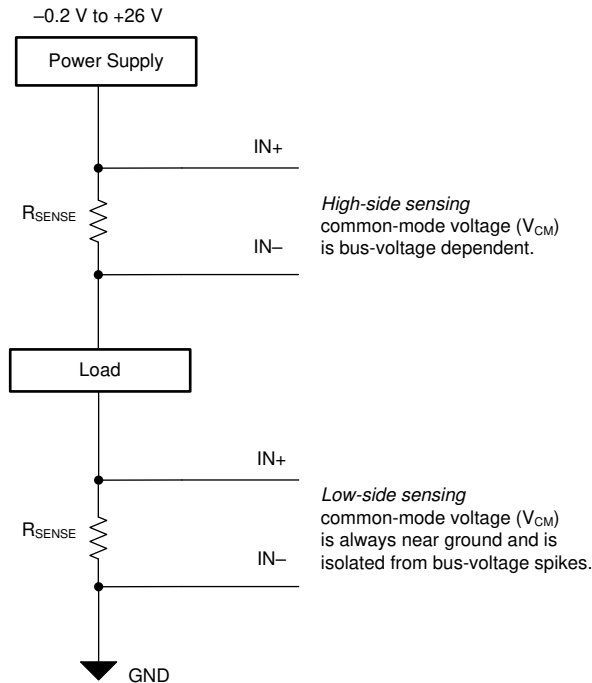 –0.2 V to +26 V
Power Supply
IN+
RSENSE
High-side sensing
common-mode voltage (VCM)
is bus-voltage dependent.
IN–
Load
IN+
RSENSE
Low-side sensing
common-mode voltage (VCM)
is always near ground and is
isolated from bus-voltage spikes.
IN–
GND